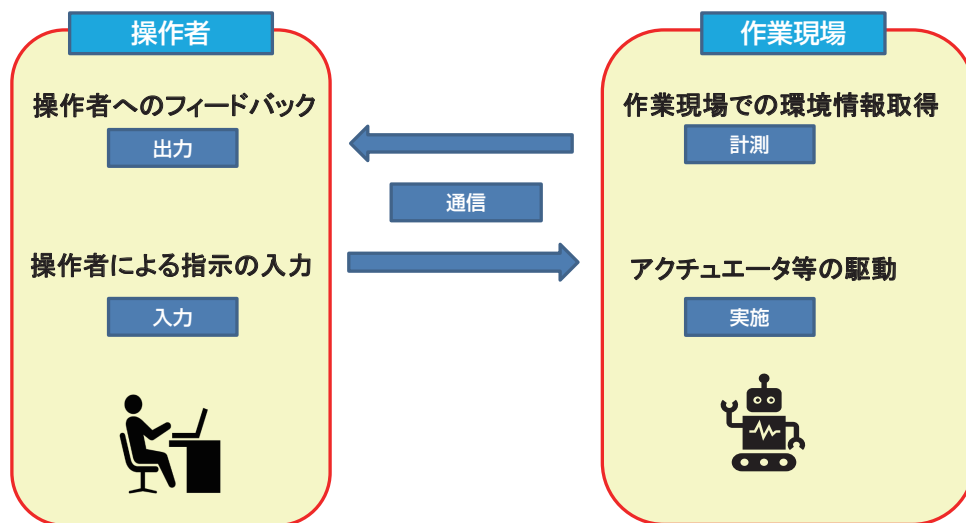 操作者
操作者へのフィードバック
出力
操作者による指示の入力
入力
通信
作業現場
作業現場での環境情報取得
計測
アクチュエータ等の駆動
実施